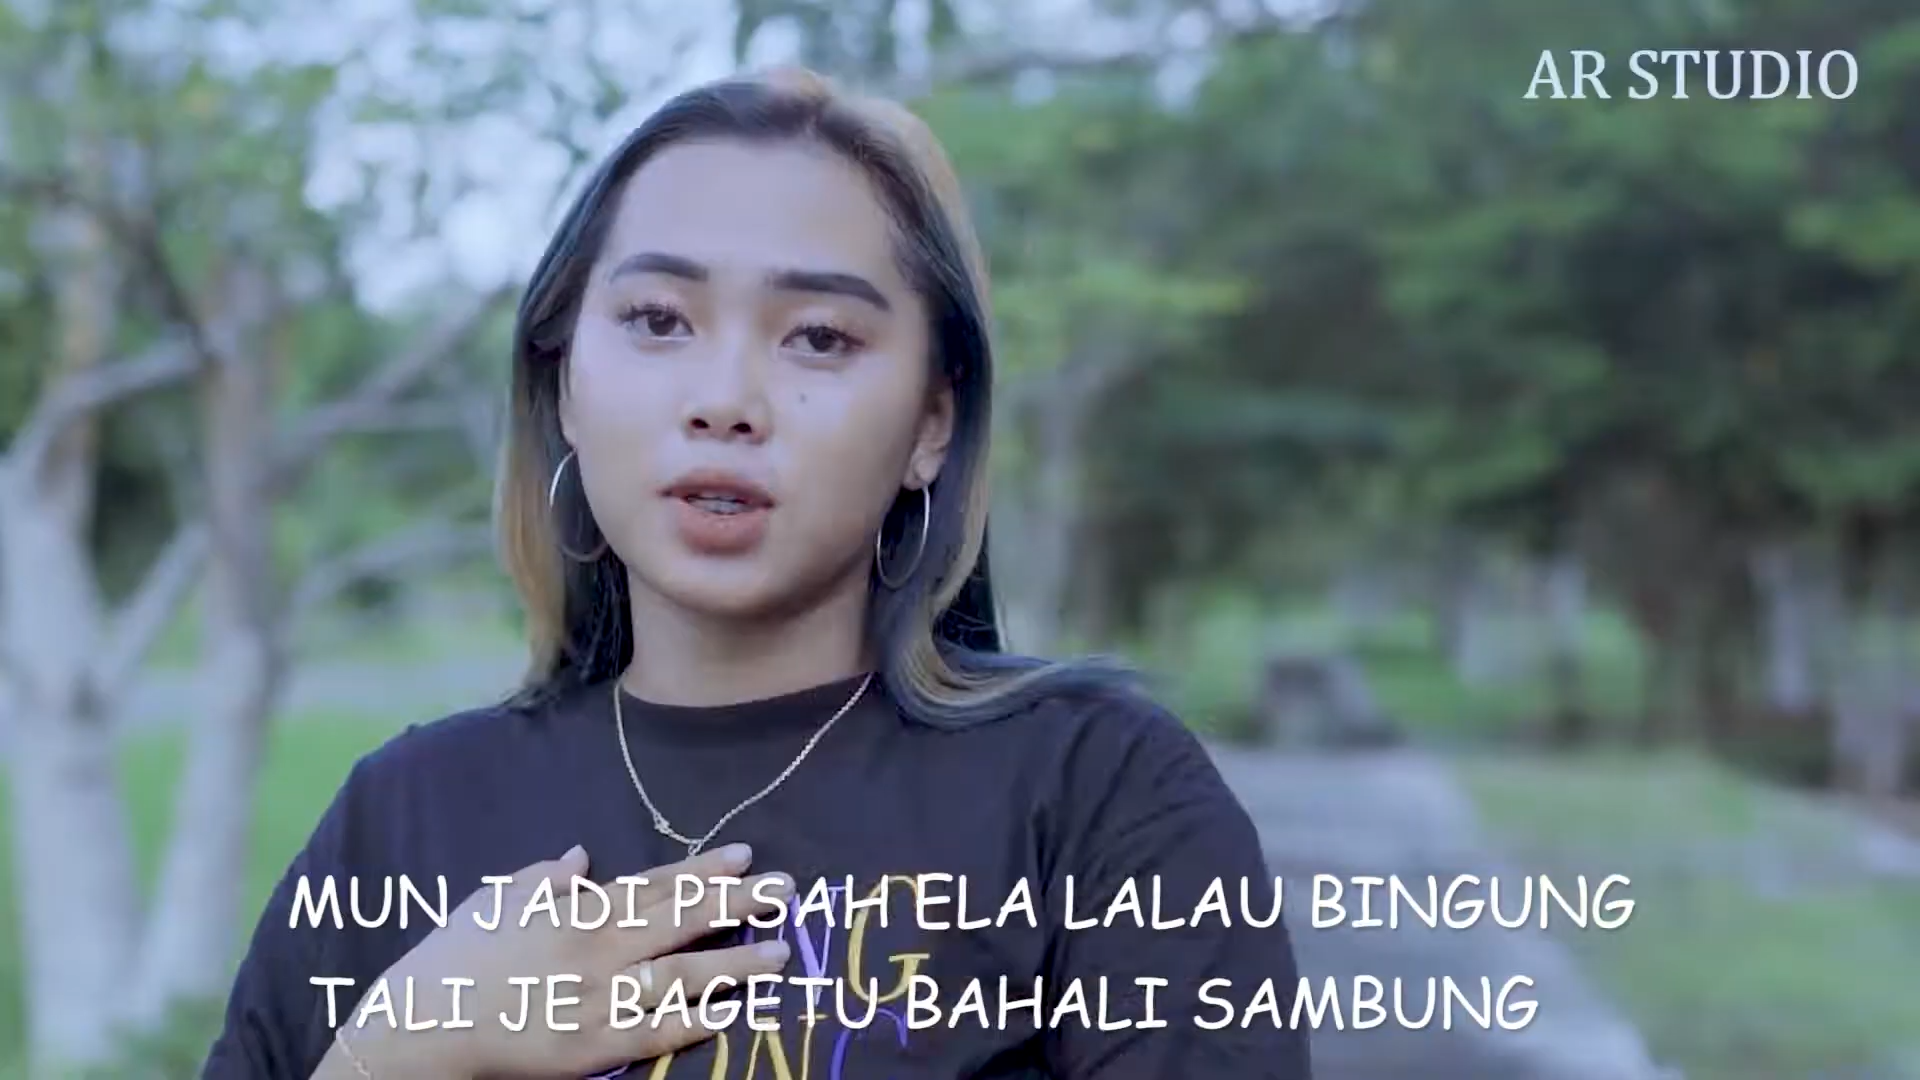 AR STUDIO
MUN JADI PISAH ELA LALAU BINGUNG
TALI JE BAGETU BAHALI SAMBUNG